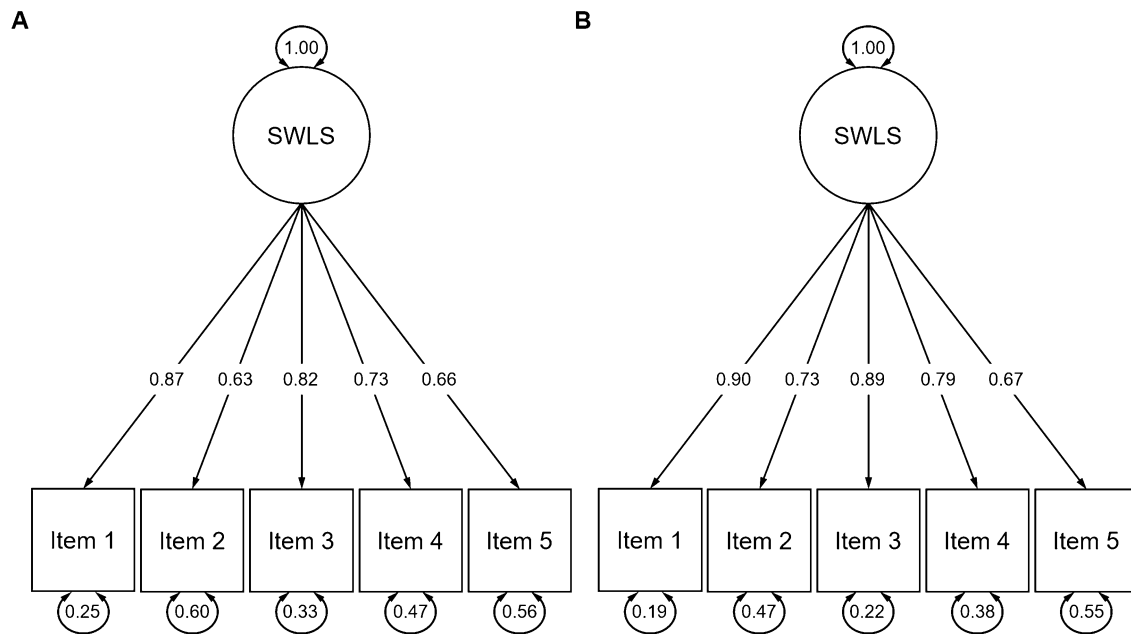 A B
1.00 1.00
SWLS SWLS
0.87 0.63 0.82 0.73 0.66 0.90 0.73 0.89 0.79 0.67
Item 1 Item 2 Item 3 Item 4 Item 5 Item 1 Item 2 Item 3 Item 4 Item 5
0.25 0.60 0.33 0.47 0.56 0.19 0.47 0.22 0.38 0.55